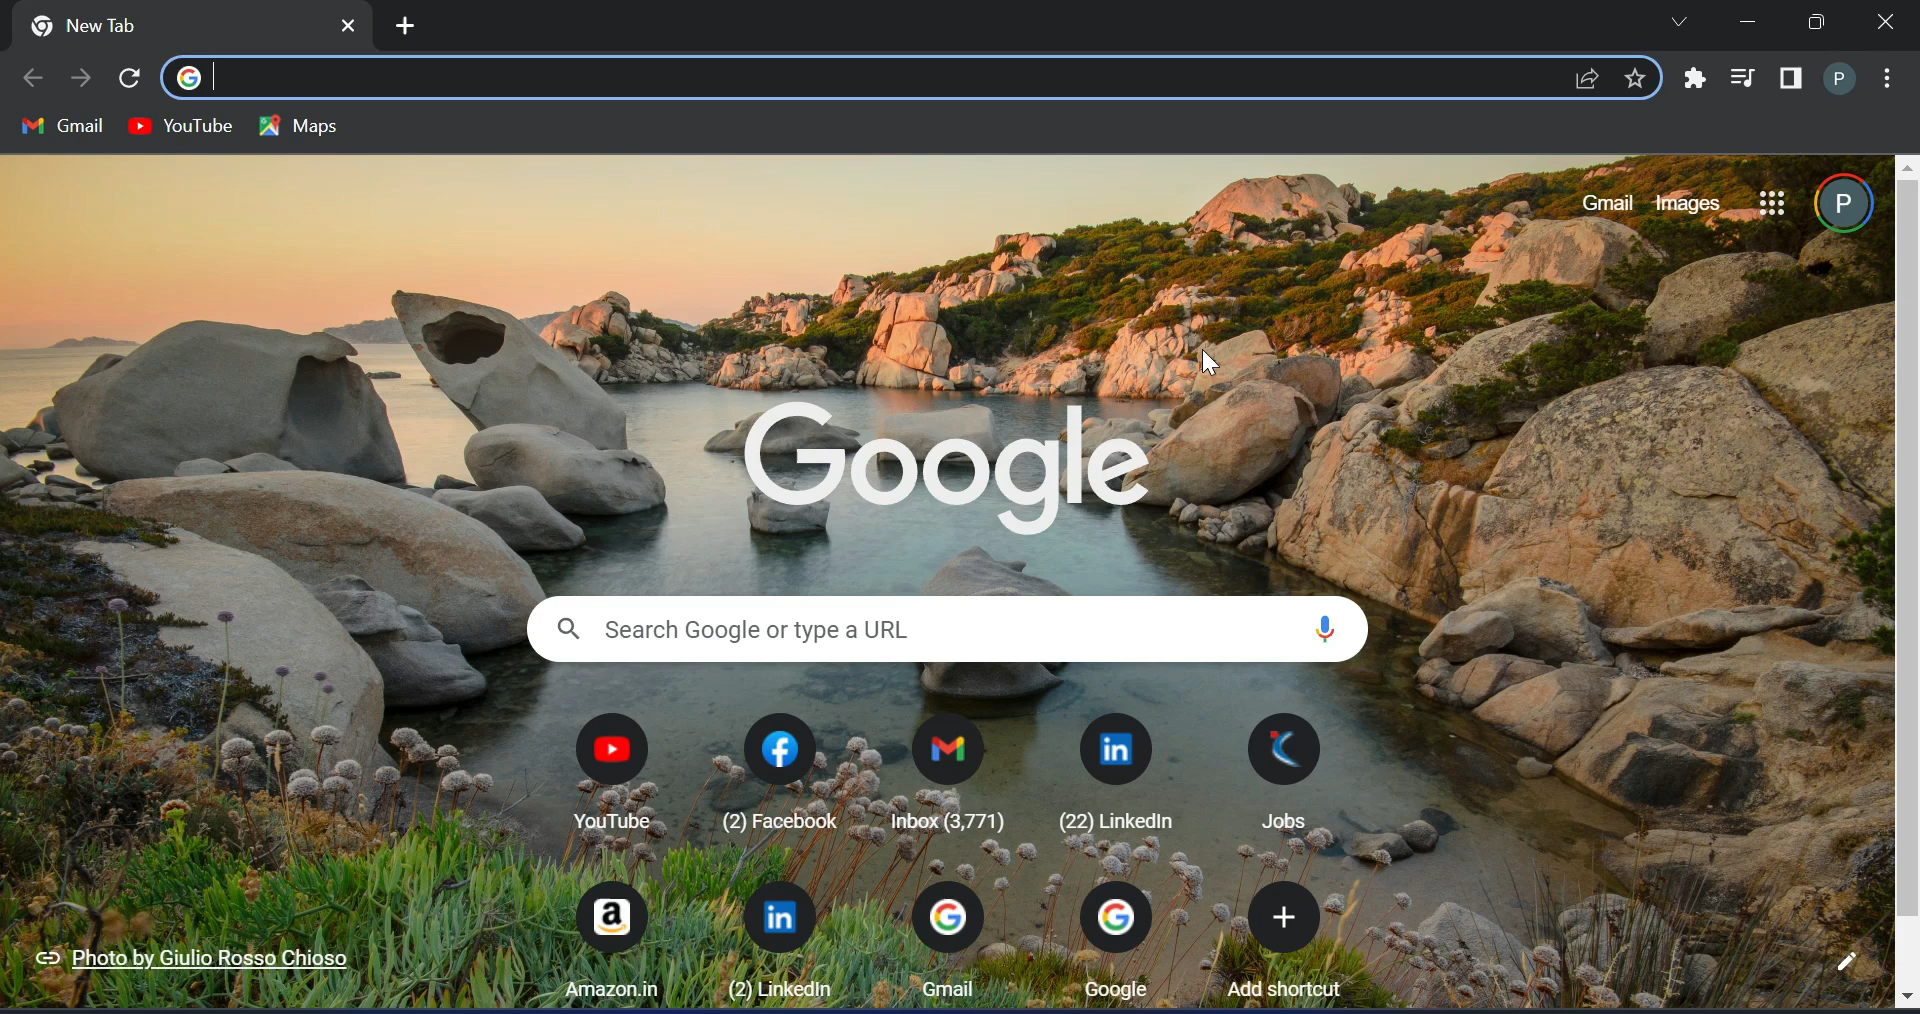 New Tab
Gmail YouTube Maps
P
Gmail Images P
Google
Search Google or type a URL
YouTube (2) Facebook Inbox (3,771) (22) LinkedIn Jobs
Amazon.in (2) LinkedIn Gmail Google Add shortcut
Photo by Giulio Rosso Chioso